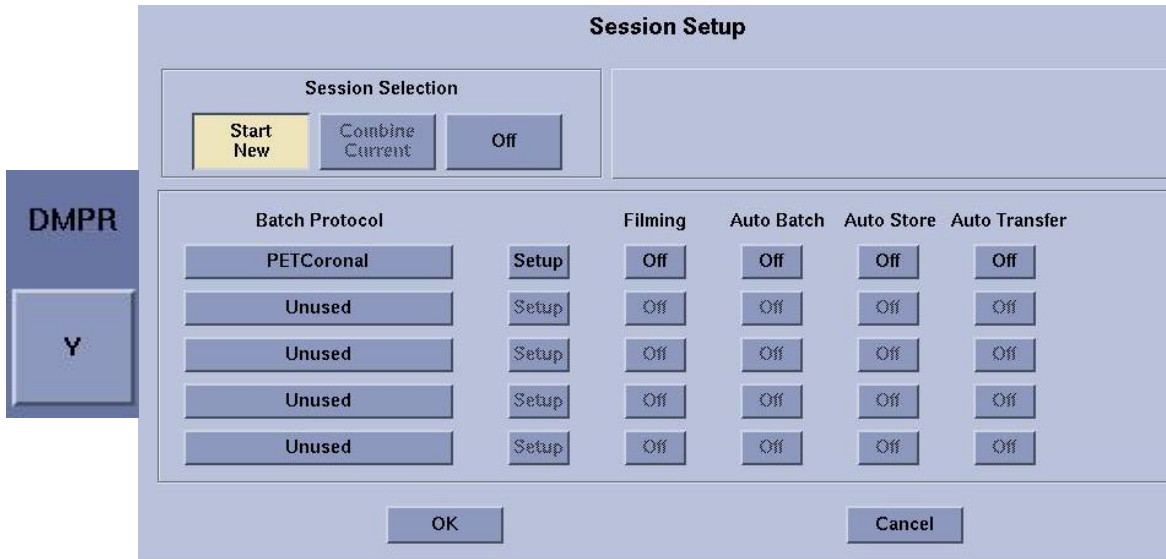 Session Setup
Session Selection
Start New
Combine Current
Off
DMPR
Y
Batch Protocol Filming Auto Batch Auto Store Auto Transfer
PETCoronal Setup Off Off Off Off
Unused Setup Off Off Off Off
Unused Setup Off Off Off Off
Unused Setup Off Off Off Off
Unused Setup Off Off Off Off
OK Cancel